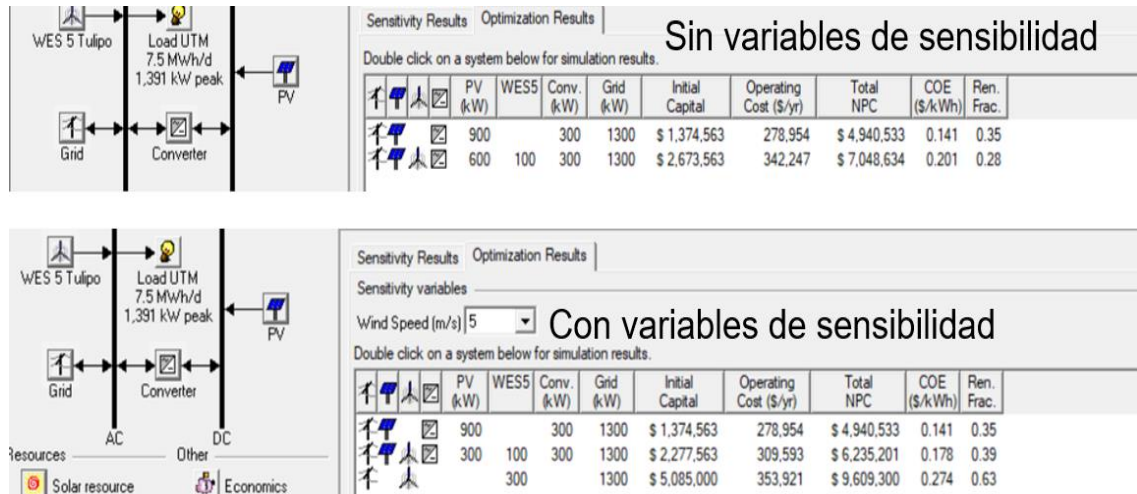 WES 5 Tulipo
Load UTM
7.5 MWh/d
1,391 kW peak
PV
Grid
Converter
Sensitivity Results Optimization Results
Sin variables de sensibilidad
Double click on a system below for simulation results.
PV (kW) WES5 Conv. (kW) Grid (kW) Initial Capital Operating Cost ($/yr) Total NPC COE ($/kWh) Ren. Frac.
900 300 1300 $ 1,374,563 278,954 $ 4,940,533 0.141 0.35
600 100 300 1300 $ 2,673,563 342,247 $ 7,048,634 0.201 0.28
WES 5 Tulipo
Load UTM
7.5 MWh/d
1,391 kW peak
PV
Grid
Converter
AC DC
Resources Other
Solar resource Economics
Sensitivity Results Optimization Results
Sensitivity variables
Wind Speed (m/s) 5
Con variables de sensibilidad
Double click on a system below for simulation results.
PV (kW) WES5 Conv. (kW) Grid (kW) Initial Capital Operating Cost ($/yr) Total NPC COE ($/kWh) Ren. Frac.
900 300 1300 $ 1,374,563 278,954 $ 4,940,533 0.141 0.35
300 100 300 1300 $ 2,277,563 309,593 $ 6,235,201 0.178 0.39
300 1300 $ 5,085,000 353,921 $ 9,609,300 0.274 0.63